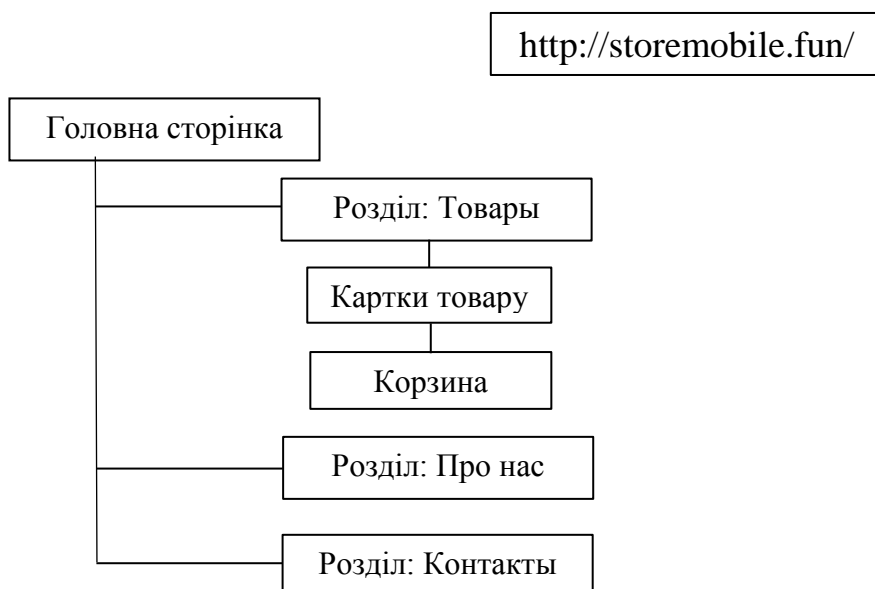 http://storemobile.fun/
Головна сторінка
Розділ: Товары
Картки товару
Корзина
Розділ: Про нас
Розділ: Контакты